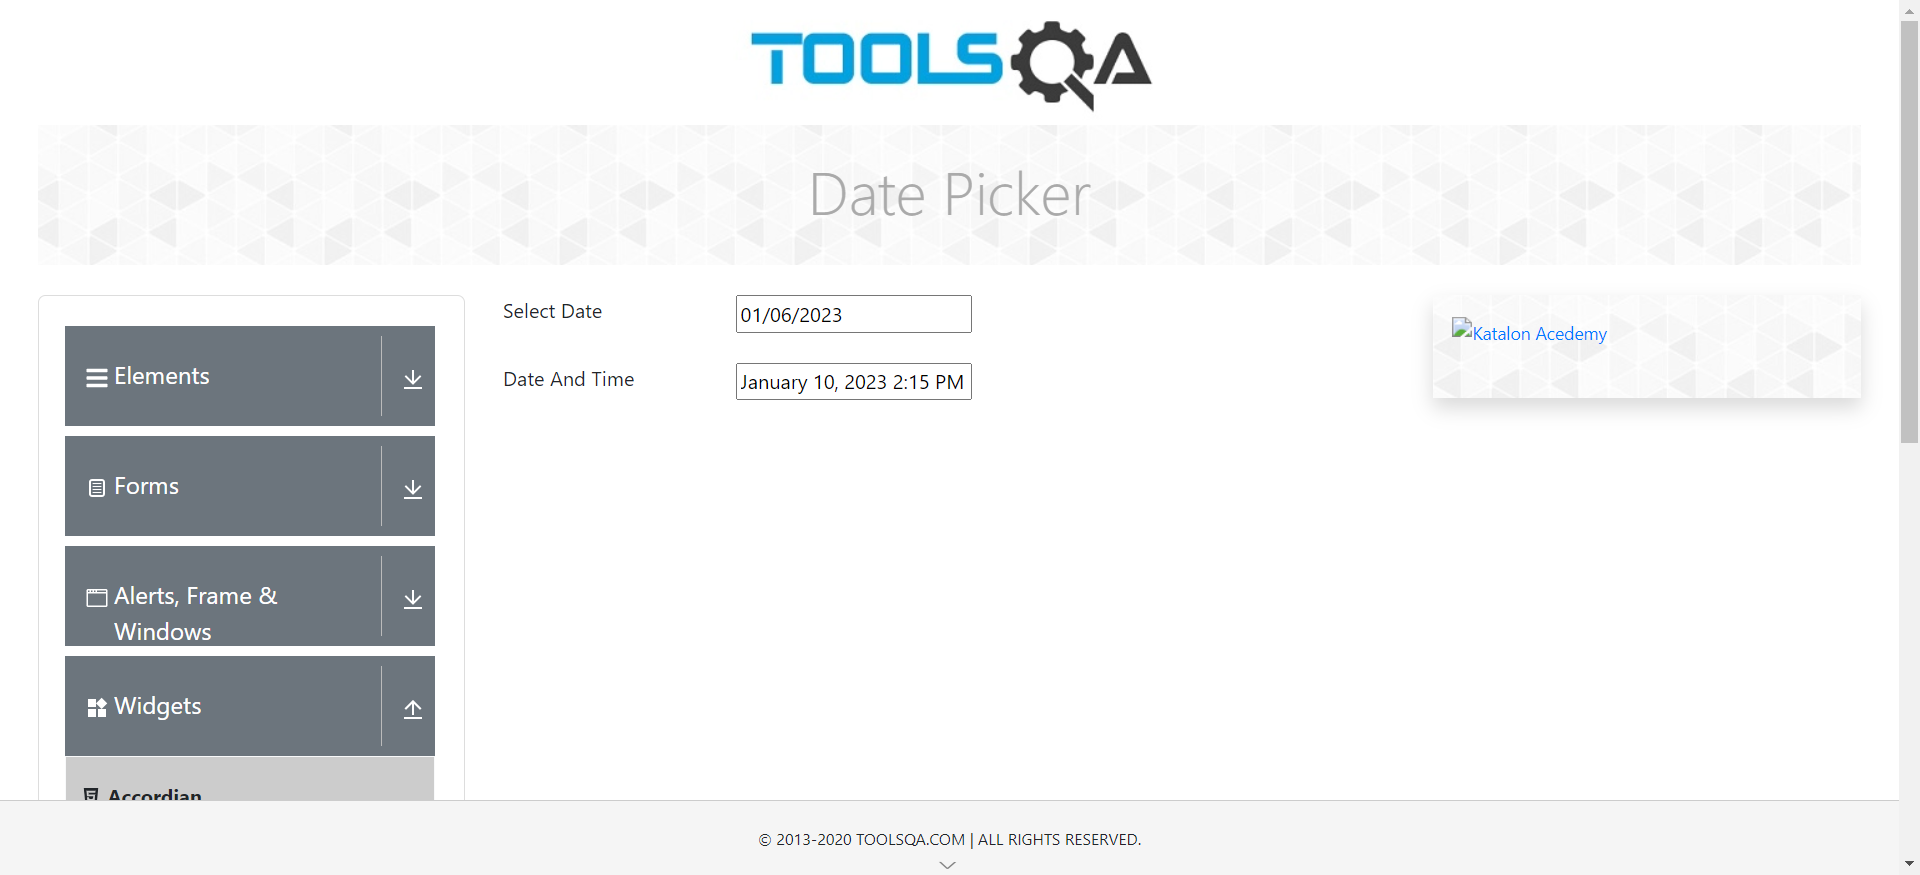 TOOLSQA
Date Picker
Elements
Forms
Alerts, Frame &
Windows
Widgets
Accordian
Select Date
01/06/2023
Date And Time
January 10, 2023 2:15 PM
Katalon Acedemy
© 2013-2020 TOOLSQA.COM | ALL RIGHTS RESERVED.